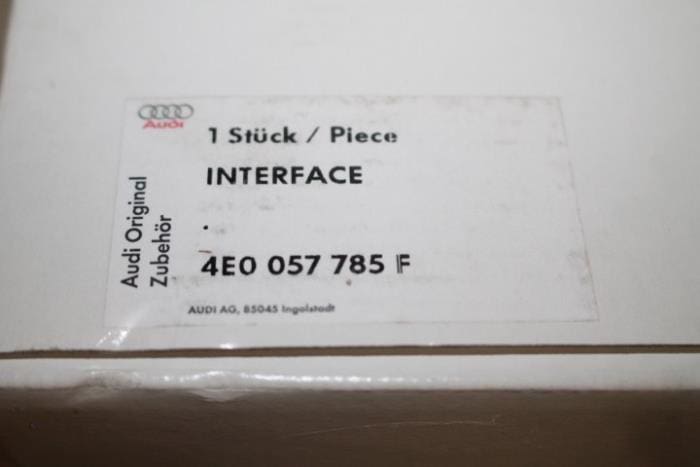 Audi
1 Stück / Piece
INTERFACE
.
4E0 057 785 F
AUDI AG, 85045 Ingolstadt
Audi Original
Zubehör